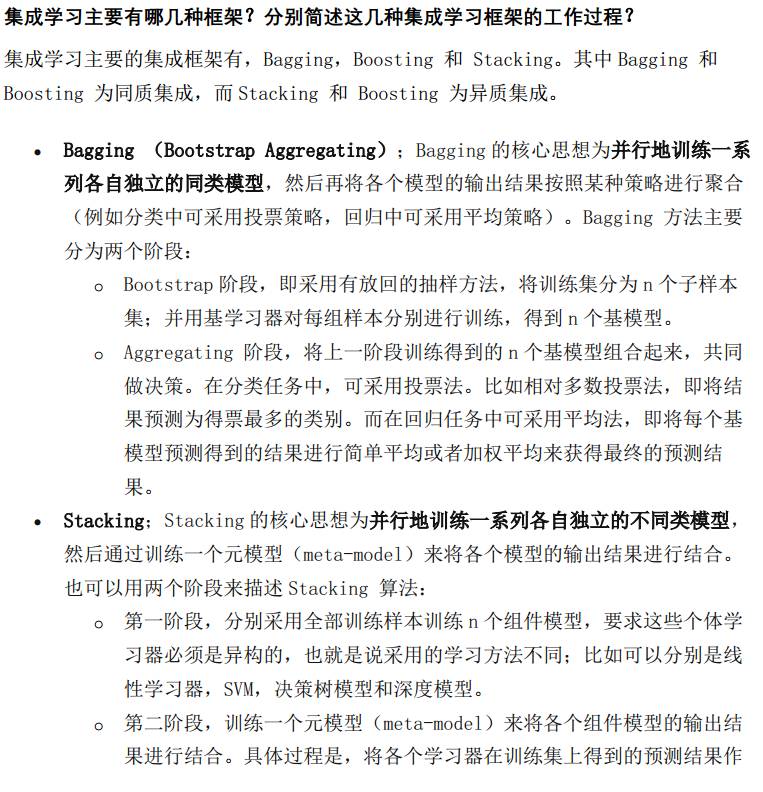 集成学习主要有哪几种框架？分别简述这几种集成学习框架的工作过程？
集成学习主要的集成框架有，Bagging，Boosting 和 Stacking。其中 Bagging 和
Boosting 为同质集成，而 Stacking 和 Boosting 为异质集成。
• Bagging （Bootstrap Aggregating）；Bagging 的核心思想为并行地训练一系
列各自独立的同类模型，然后再将各个模型的输出结果按照某种策略进行聚合
（例如分类中可采用投票策略，回归中可采用平均策略）。Bagging 方法主要
分为两个阶段：
o Bootstrap 阶段，即采用有放回的抽样方法，将训练集分为 n 个子样本
集；并用基学习器对每组样本分别进行训练，得到 n 个基模型。
o Aggregating 阶段，将上一阶段训练得到的 n 个基模型组合起来，共同
做决策。在分类任务中，可采用投票法。比如相对多数投票法，即将结
果预测为得票最多的类别。而在回归任务中可采用平均法，即将每个基
模型预测得到的结果进行简单平均或者加权平均来获得最终的预测结
果。
• Stacking；Stacking 的核心思想为并行地训练一系列各自独立的不同类模型，
然后通过训练一个元模型（meta-model）来将各个模型的输出结果进行结合。
也可以用两个阶段来描述 Stacking 算法：
o 第一阶段，分别采用全部训练样本训练 n 个组件模型，要求这些个体学
习器必须是异构的，也就是说采用的学习方法不同；比如可以分别是线
性学习器，SVM，决策树模型和深度模型。
o 第二阶段，训练一个元模型（meta-model）来将各个组件模型的输出结
果进行结合。具体过程是，将各个学习器在训练集上得到的预测结果作